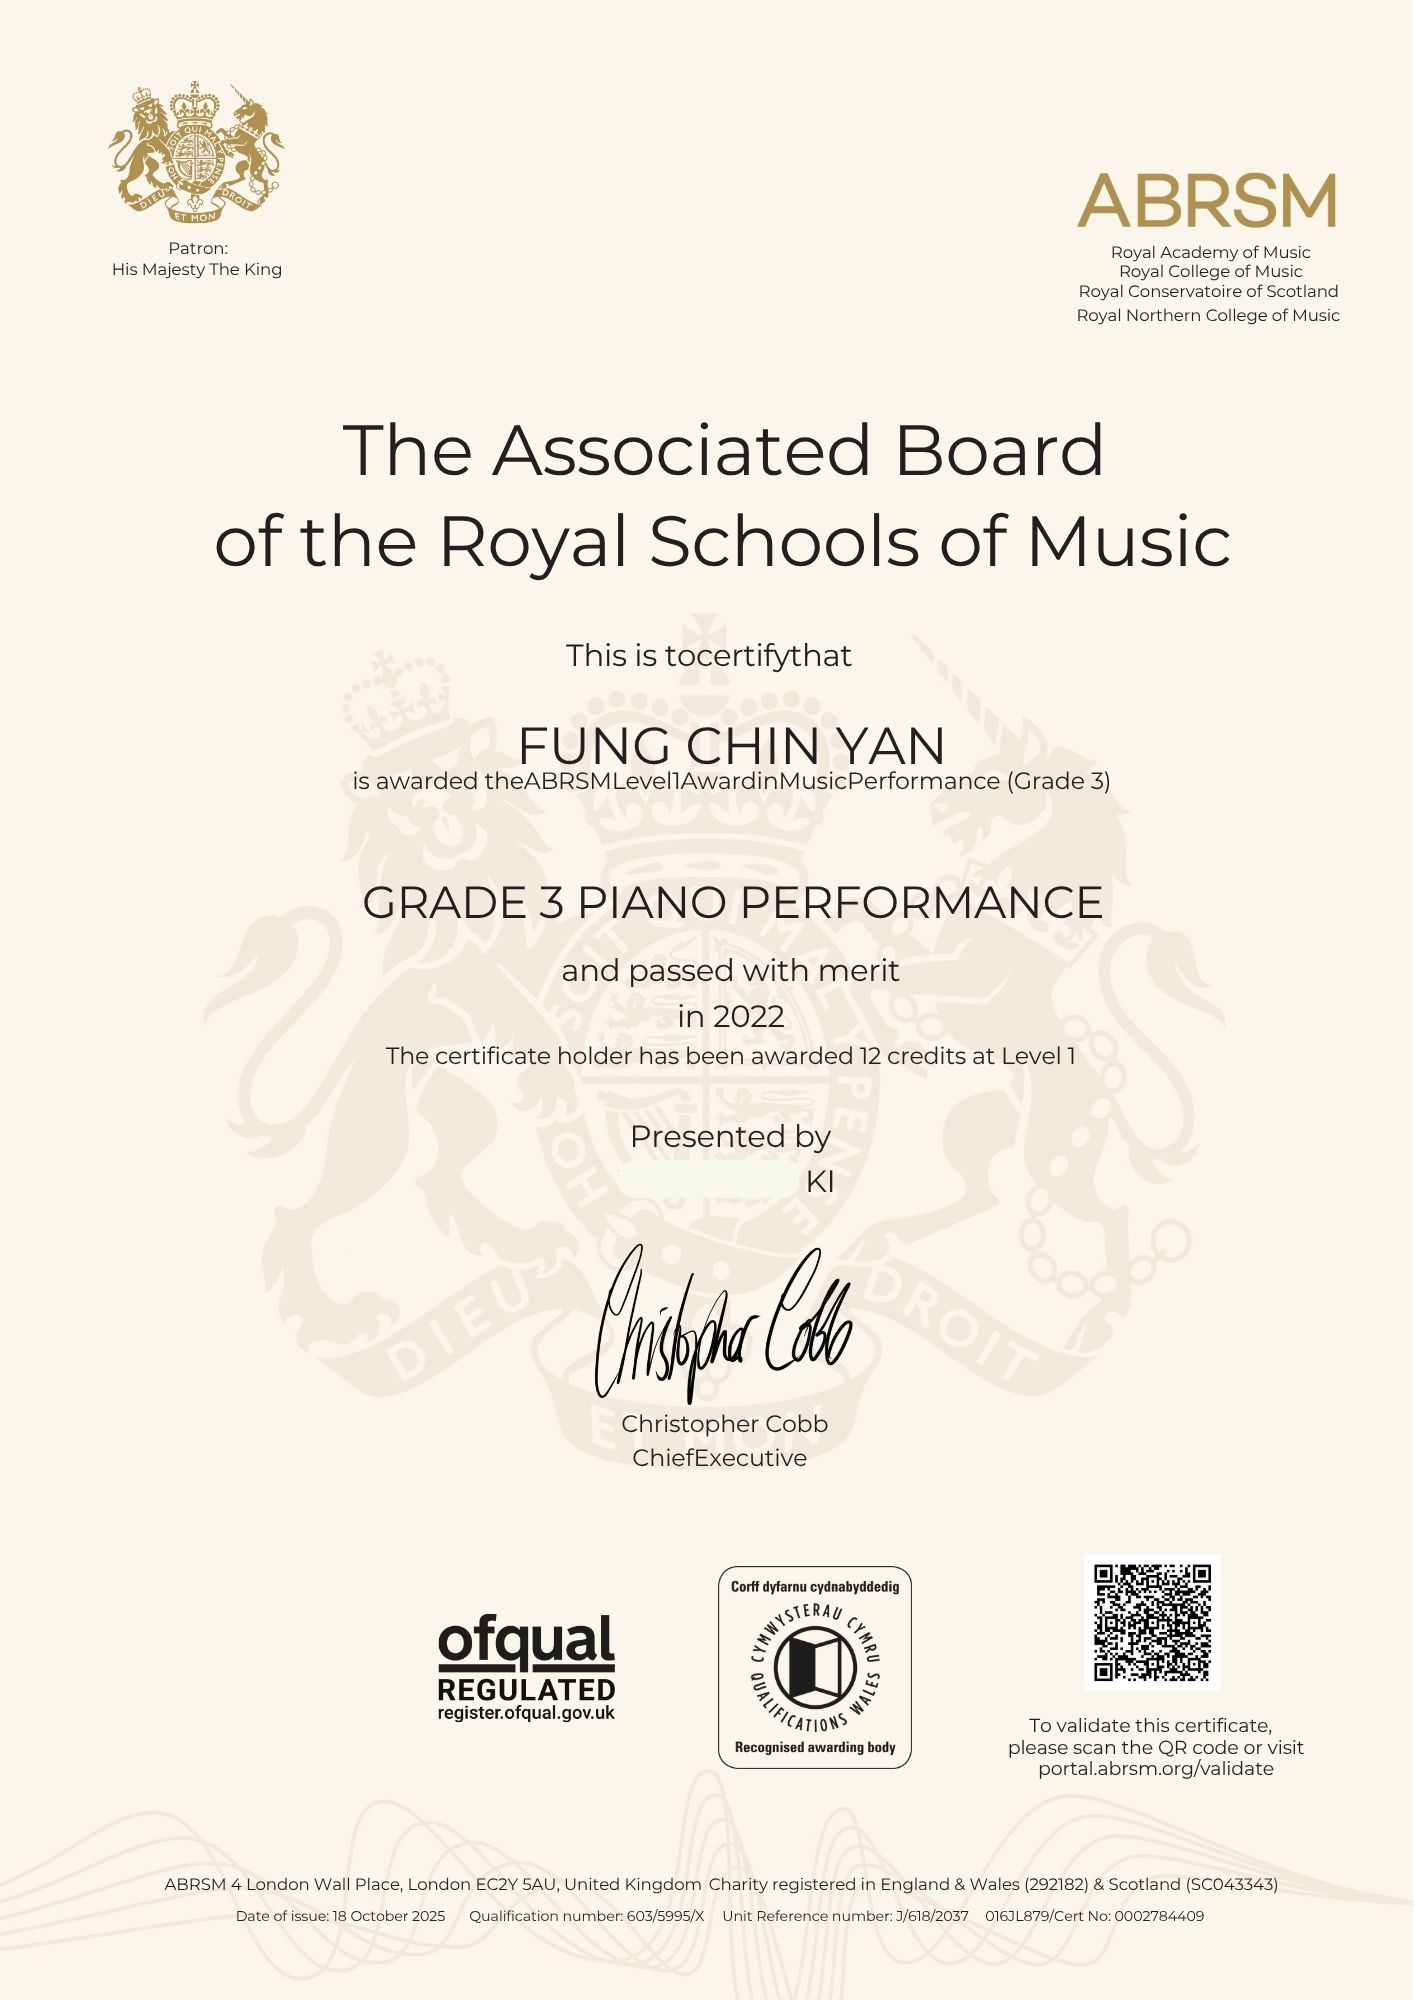 Patron:
His Majesty The King
ABRSM
Royal Academy of Music
Royal College of Music
Royal Conservatoire of Scotland
Royal Northern College of Music
The Associated Board
of the Royal Schools of Music
This is tocertifythat
FUNG CHIN YAN
is awarded theABRSMLevel1AwardinMusicPerformance (Grade 3)
GRADE 3 PIANO PERFORMANCE
and passed with merit
in 2022
The certificate holder has been awarded 12 credits at Level 1
Presented by
KI
Christopher Cobb
Christopher Cobb
ChiefExecutive
ofqual
REGULATED
register.ofqual.gov.uk
Corff dyfarnu cydnabyddedig
CYMWYSTERAU CYMRU
QUALIFICATIONS WALES
Recognised awarding body
To validate this certificate,
please scan the QR code or visit
portal.abrsm.org/validate
ABRSM 4 London Wall Place, London EC2Y 5AU, United Kingdom Charity registered in England & Wales (292182) & Scotland (SC043343)
Date of issue: 18 October 2025 Qualification number: 603/5995/X Unit Reference number: J/618/2037 016JL879/Cert No: 0002784409
DIEU ET MON DROIT